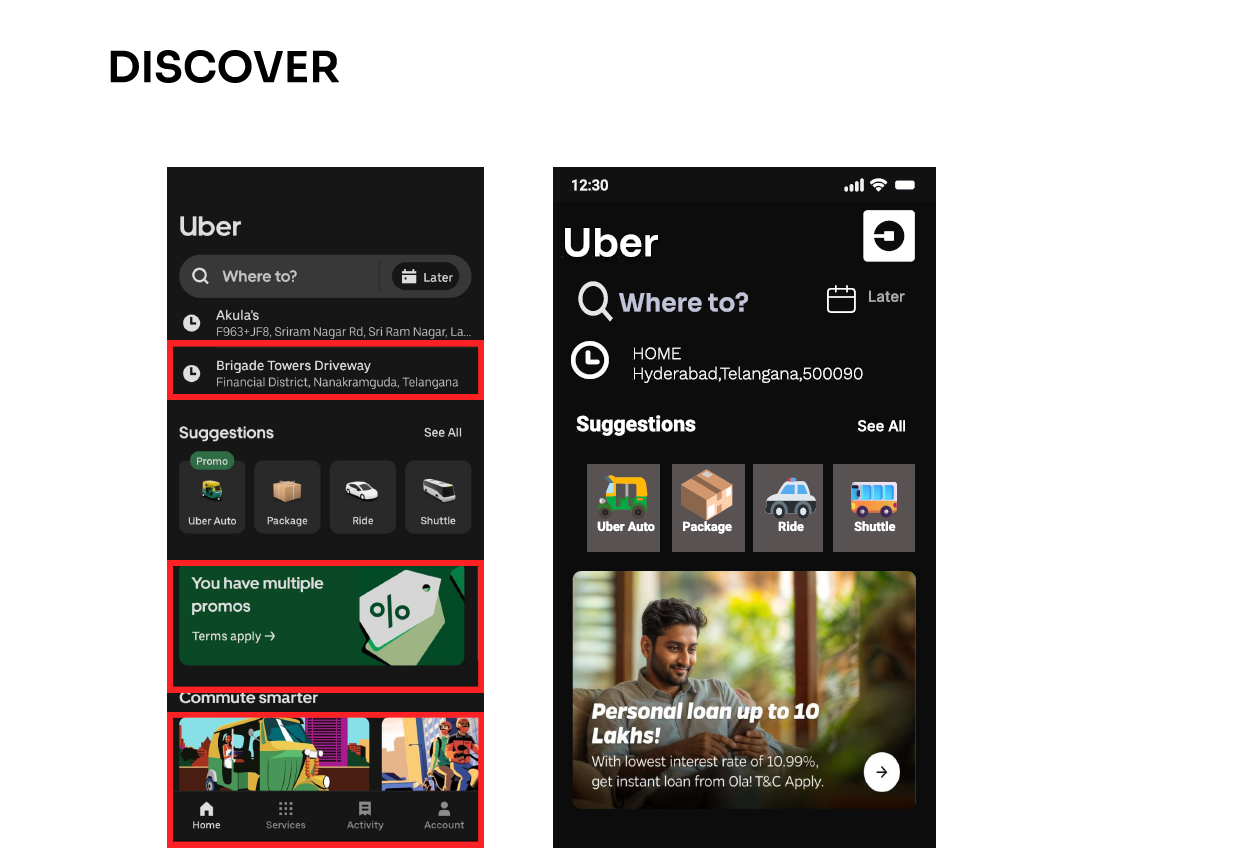 DISCOVER
Uber
Where to?
Later
Akula's
F963+JF8, Sriram Nagar Rd, Sri Ram Nagar, La...
Brigade Towers Driveway
Financial District, Nanakramguda, Telangana
Suggestions
See All
Promo
Uber Auto
Package
Ride
Shuttle
You have multiple
promos
Terms apply →
%
Commute smarter
Home
Services
Activity
Account
12:30
Uber
Where to?
Later
HOME
Hyderabad,Telangana,500090
Suggestions
See All
Uber Auto
Package
Ride
Shuttle
Personal loan up to 10
Lakhs!
With lowest interest rate of 10.99%,
get instant loan from Ola! T&C Apply.